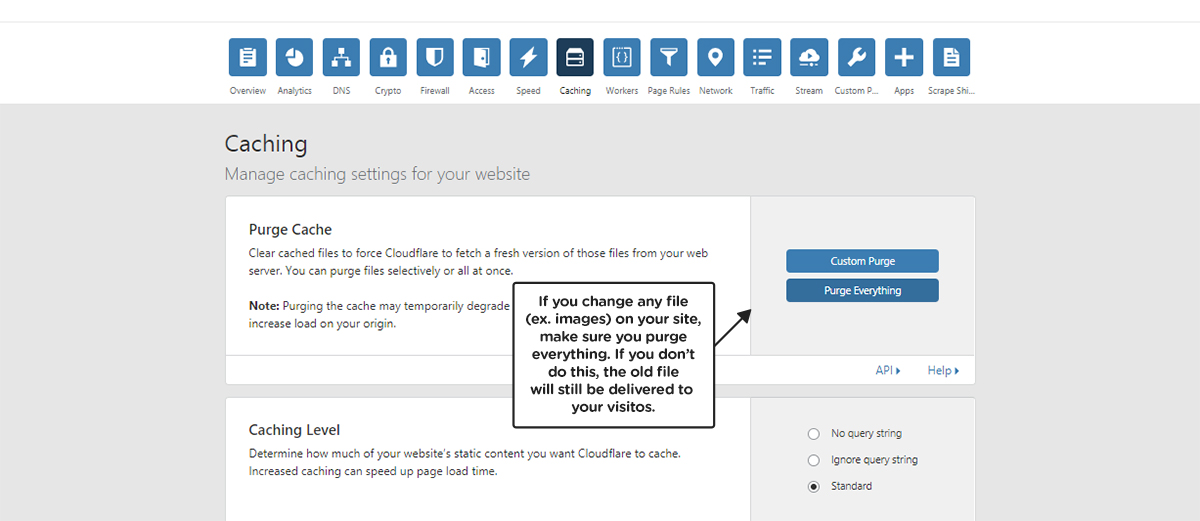 Overview Analytics DNS Crypto Firewall Access Speed Caching Workers Page Rules Network Traffic Stream Custom P... Apps Scrape Shi...
Caching
Manage caching settings for your website
Purge Cache
Clear cached files to force Cloudflare to fetch a fresh version of those files from your web
server. You can purge files selectively or all at once.
Note: Purging the cache may temporarily degrade
increase load on your origin.
Custom Purge
Purge Everything
If you change any file
(ex. images) on your site,
make sure you purge
everything. If you don’t
do this, the old file
will still be delivered to
your visitos.
API
Help
Caching Level
Determine how much of your website's static content you want Cloudflare to cache.
Increased caching can speed up page load time.
No query string
Ignore query string
Standard